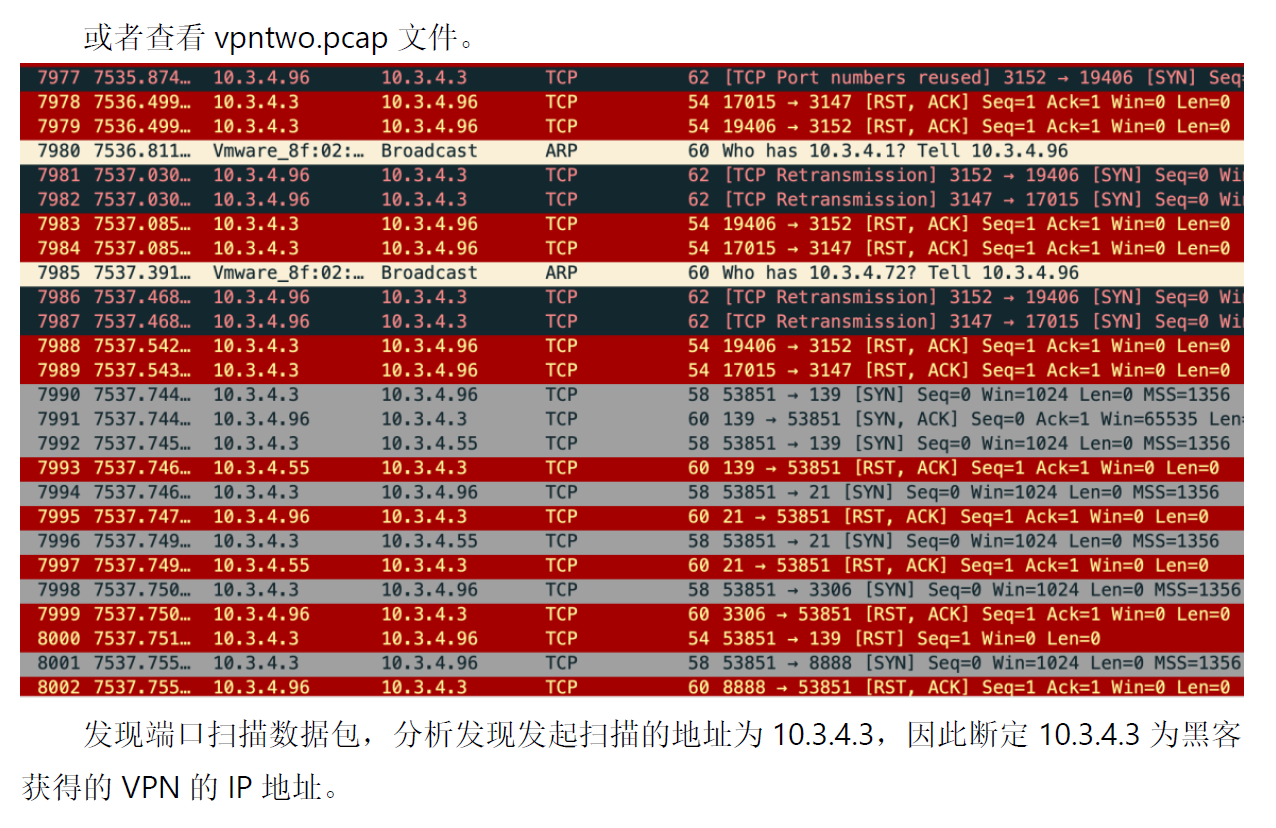 或者查看 vpntwo.pcap 文件。
7977 7535.874… 10.3.4.96 10.3.4.3 TCP 62 [TCP Port numbers reused] 3152 → 19406 [SYN] Seq=
7978 7536.499… 10.3.4.3 10.3.4.96 TCP 54 17015 → 3147 [RST, ACK] Seq=1 Ack=1 Win=0 Len=0
7979 7536.499… 10.3.4.3 10.3.4.96 TCP 54 19406 → 3152 [RST, ACK] Seq=1 Ack=1 Win=0 Len=0
7980 7536.811… Vmware_8f:02:… Broadcast ARP 60 Who has 10.3.4.1? Tell 10.3.4.96
7981 7537.030… 10.3.4.96 10.3.4.3 TCP 62 [TCP Retransmission] 3152 → 19406 [SYN] Seq=0 Wi
7982 7537.030… 10.3.4.96 10.3.4.3 TCP 62 [TCP Retransmission] 3147 → 17015 [SYN] Seq=0 Wi
7983 7537.085… 10.3.4.3 10.3.4.96 TCP 54 19406 → 3152 [RST, ACK] Seq=1 Ack=1 Win=0 Len=0
7984 7537.085… 10.3.4.3 10.3.4.96 TCP 54 17015 → 3147 [RST, ACK] Seq=1 Ack=1 Win=0 Len=0
7985 7537.391… Vmware_8f:02:… Broadcast ARP 60 Who has 10.3.4.72? Tell 10.3.4.96
7986 7537.468… 10.3.4.96 10.3.4.3 TCP 62 [TCP Retransmission] 3152 → 19406 [SYN] Seq=0 Wi
7987 7537.468… 10.3.4.96 10.3.4.3 TCP 62 [TCP Retransmission] 3147 → 17015 [SYN] Seq=0 Wi
7988 7537.542… 10.3.4.3 10.3.4.96 TCP 54 19406 → 3152 [RST, ACK] Seq=1 Ack=1 Win=0 Len=0
7989 7537.543… 10.3.4.3 10.3.4.96 TCP 54 17015 → 3147 [RST, ACK] Seq=1 Ack=1 Win=0 Len=0
7990 7537.744… 10.3.4.3 10.3.4.96 TCP 58 53851 → 139 [SYN] Seq=0 Win=1024 Len=0 MSS=1356
7991 7537.744… 10.3.4.96 10.3.4.3 TCP 60 139 → 53851 [SYN, ACK] Seq=0 Ack=1 Win=65535 Len=
7992 7537.745… 10.3.4.3 10.3.4.55 TCP 58 53851 → 139 [SYN] Seq=0 Win=1024 Len=0 MSS=1356
7993 7537.746… 10.3.4.55 10.3.4.3 TCP 60 139 → 53851 [RST, ACK] Seq=1 Ack=1 Win=0 Len=0
7994 7537.746… 10.3.4.3 10.3.4.96 TCP 58 53851 → 21 [SYN] Seq=0 Win=1024 Len=0 MSS=1356
7995 7537.747… 10.3.4.96 10.3.4.3 TCP 60 21 → 53851 [RST, ACK] Seq=1 Ack=1 Win=0 Len=0
7996 7537.749… 10.3.4.3 10.3.4.55 TCP 58 53851 → 21 [SYN] Seq=0 Win=1024 Len=0 MSS=1356
7997 7537.749… 10.3.4.55 10.3.4.3 TCP 60 21 → 53851 [RST, ACK] Seq=1 Ack=1 Win=0 Len=0
7998 7537.750… 10.3.4.3 10.3.4.96 TCP 58 53851 → 3306 [SYN] Seq=0 Win=1024 Len=0 MSS=1356
7999 7537.750… 10.3.4.96 10.3.4.3 TCP 60 3306 → 53851 [RST, ACK] Seq=1 Ack=1 Win=0 Len=0
8000 7537.751… 10.3.4.3 10.3.4.96 TCP 54 53851 → 139 [RST] Seq=1 Win=0 Len=0
8001 7537.755… 10.3.4.3 10.3.4.96 TCP 58 53851 → 8888 [SYN] Seq=0 Win=1024 Len=0 MSS=1356
8002 7537.755… 10.3.4.96 10.3.4.3 TCP 60 8888 → 53851 [RST, ACK] Seq=1 Ack=1 Win=0 Len=0
发现端口扫描数据包，分析发现发起扫描的地址为 10.3.4.3，因此断定 10.3.4.3 为黑客
获得的 VPN 的 IP 地址。